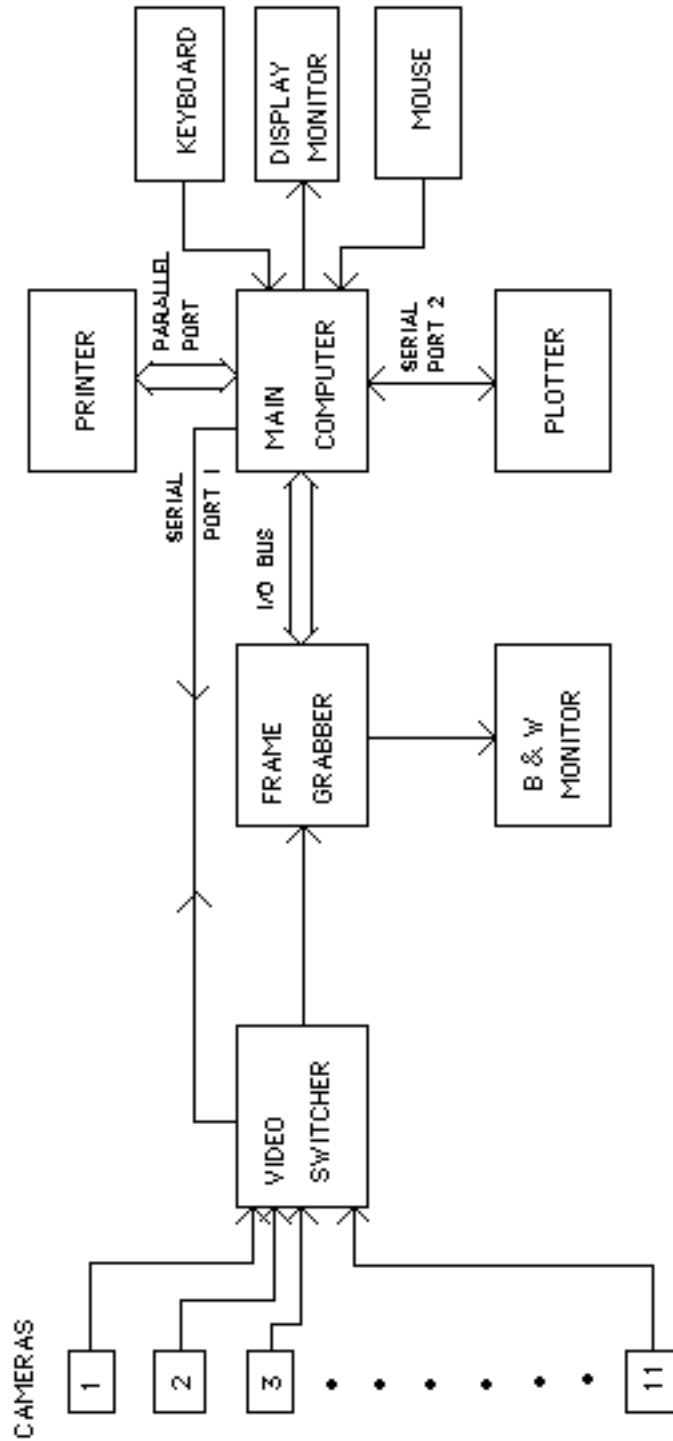 CAMERAS
1
2
3
11
VIDEO
SWITCHER
FRAME
GRABBER
B & W
MONITOR
I/O BUS
SERIAL
PORT 1
MAIN
COMPUTER
PARALLEL
PORT
PRINTER
SERIAL
PORT 2
PLOTTER
KEYBOARD
DISPLAY
MONITOR
MOUSE